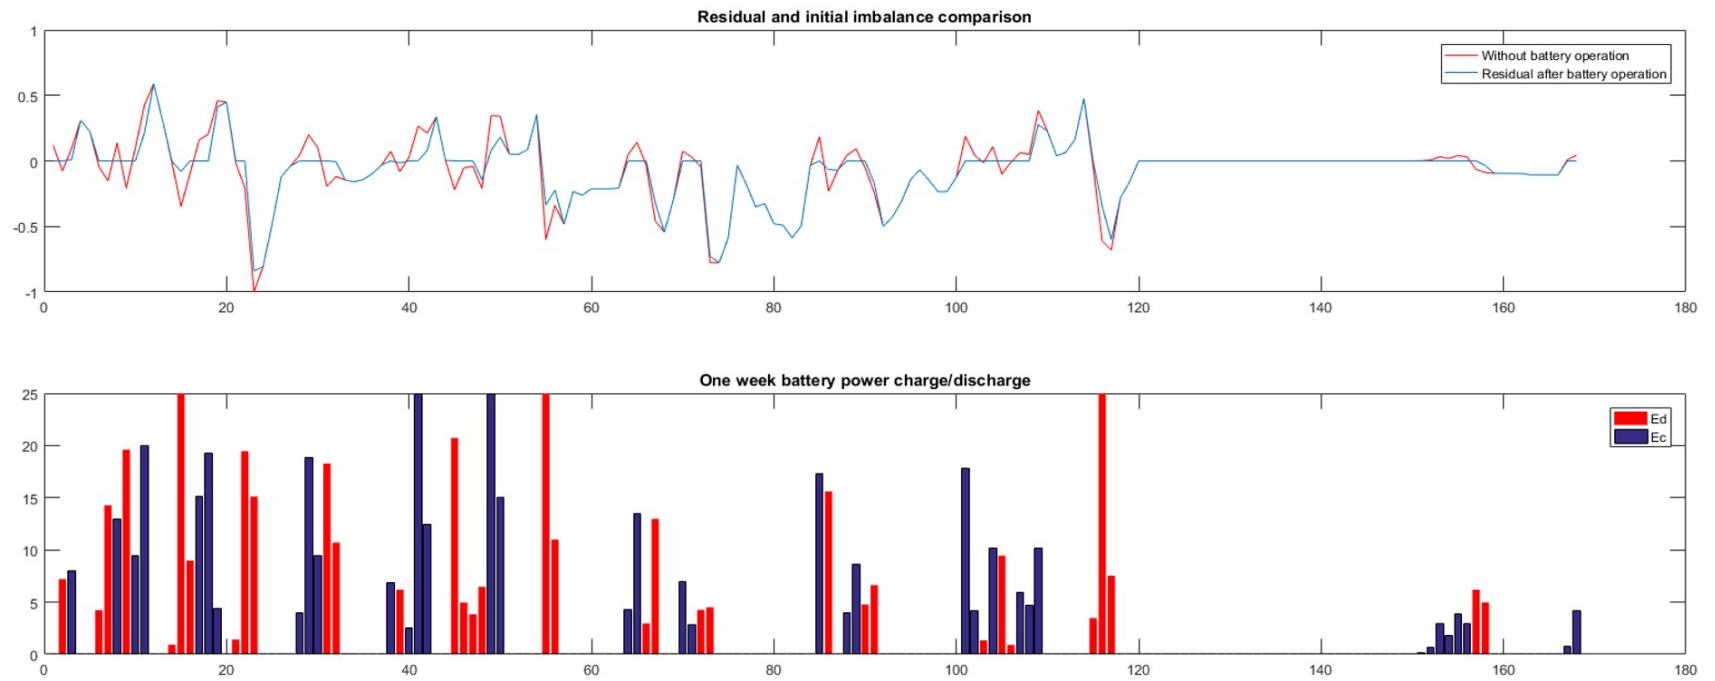 Residual and initial imbalance comparison
1
0.5
0
-0.5
-1
Without battery operation
Residual after battery operation
0 20 40 60 80 100 120 140 160 180
One week battery power charge/discharge
25
20
15
10
5
0
Ed
Ec
0 20 40 60 80 100 120 140 160 180